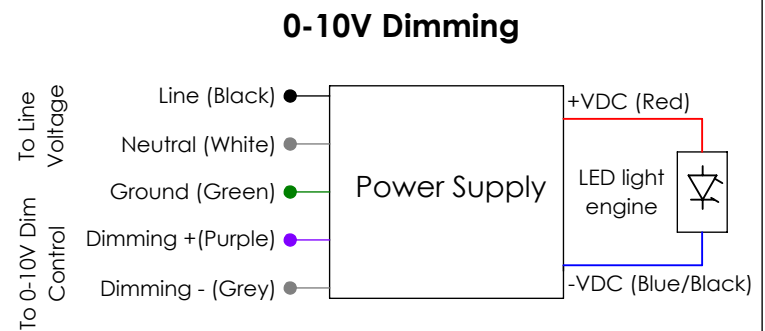 0-10V Dimming
To Line
Voltage
To 0-10V Dim
Control
Line (Black)
Neutral (White)
Ground (Green)
Dimming +(Purple)
Dimming - (Grey)
Power Supply
+VDC (Red)
LED light
engine
-VDC (Blue/Black)